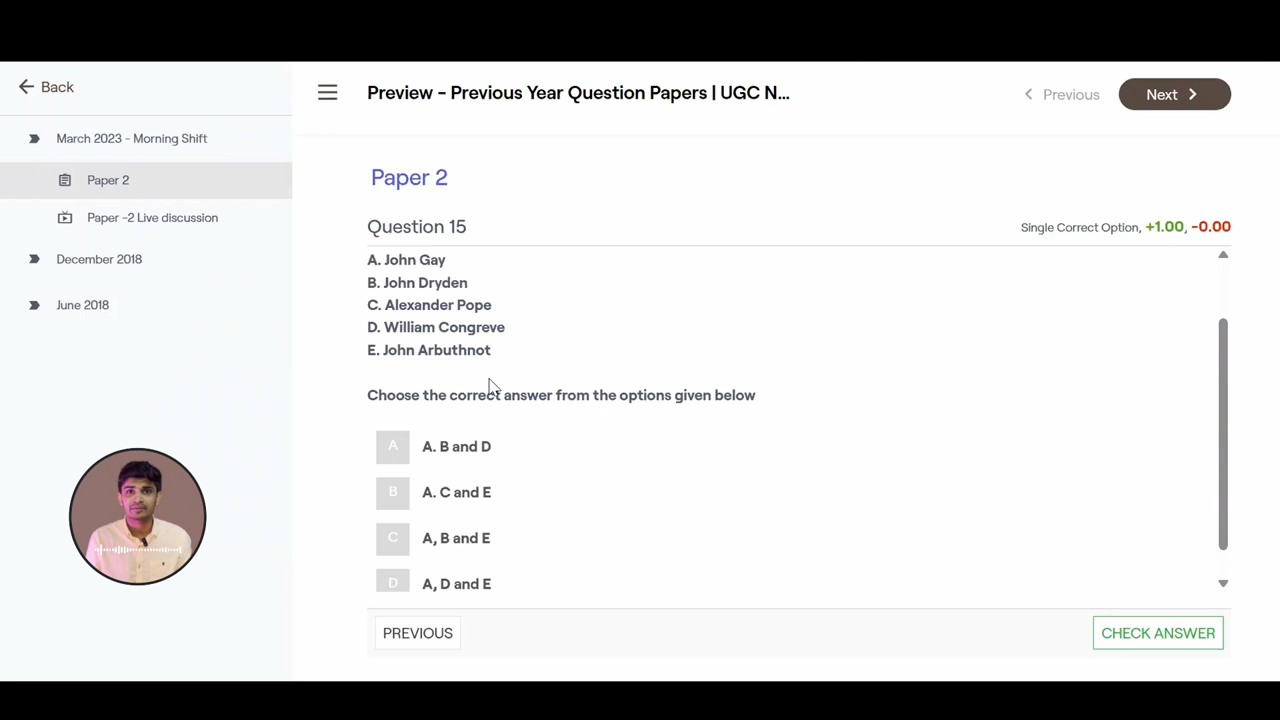 Back
Preview - Previous Year Question Papers | UGC N...
Previous
Next
March 2023 - Morning Shift
Paper 2
Paper -2 Live discussion
December 2018
June 2018
Paper 2
Question 15
Single Correct Option, +1.00, -0.00
A. John Gay
B. John Dryden
C. Alexander Pope
D. William Congreve
E. John Arbuthnot
Choose the correct answer from the options given below
A A. B and D
B A. C and E
C A, B and E
D A, D and E
PREVIOUS
CHECK ANSWER